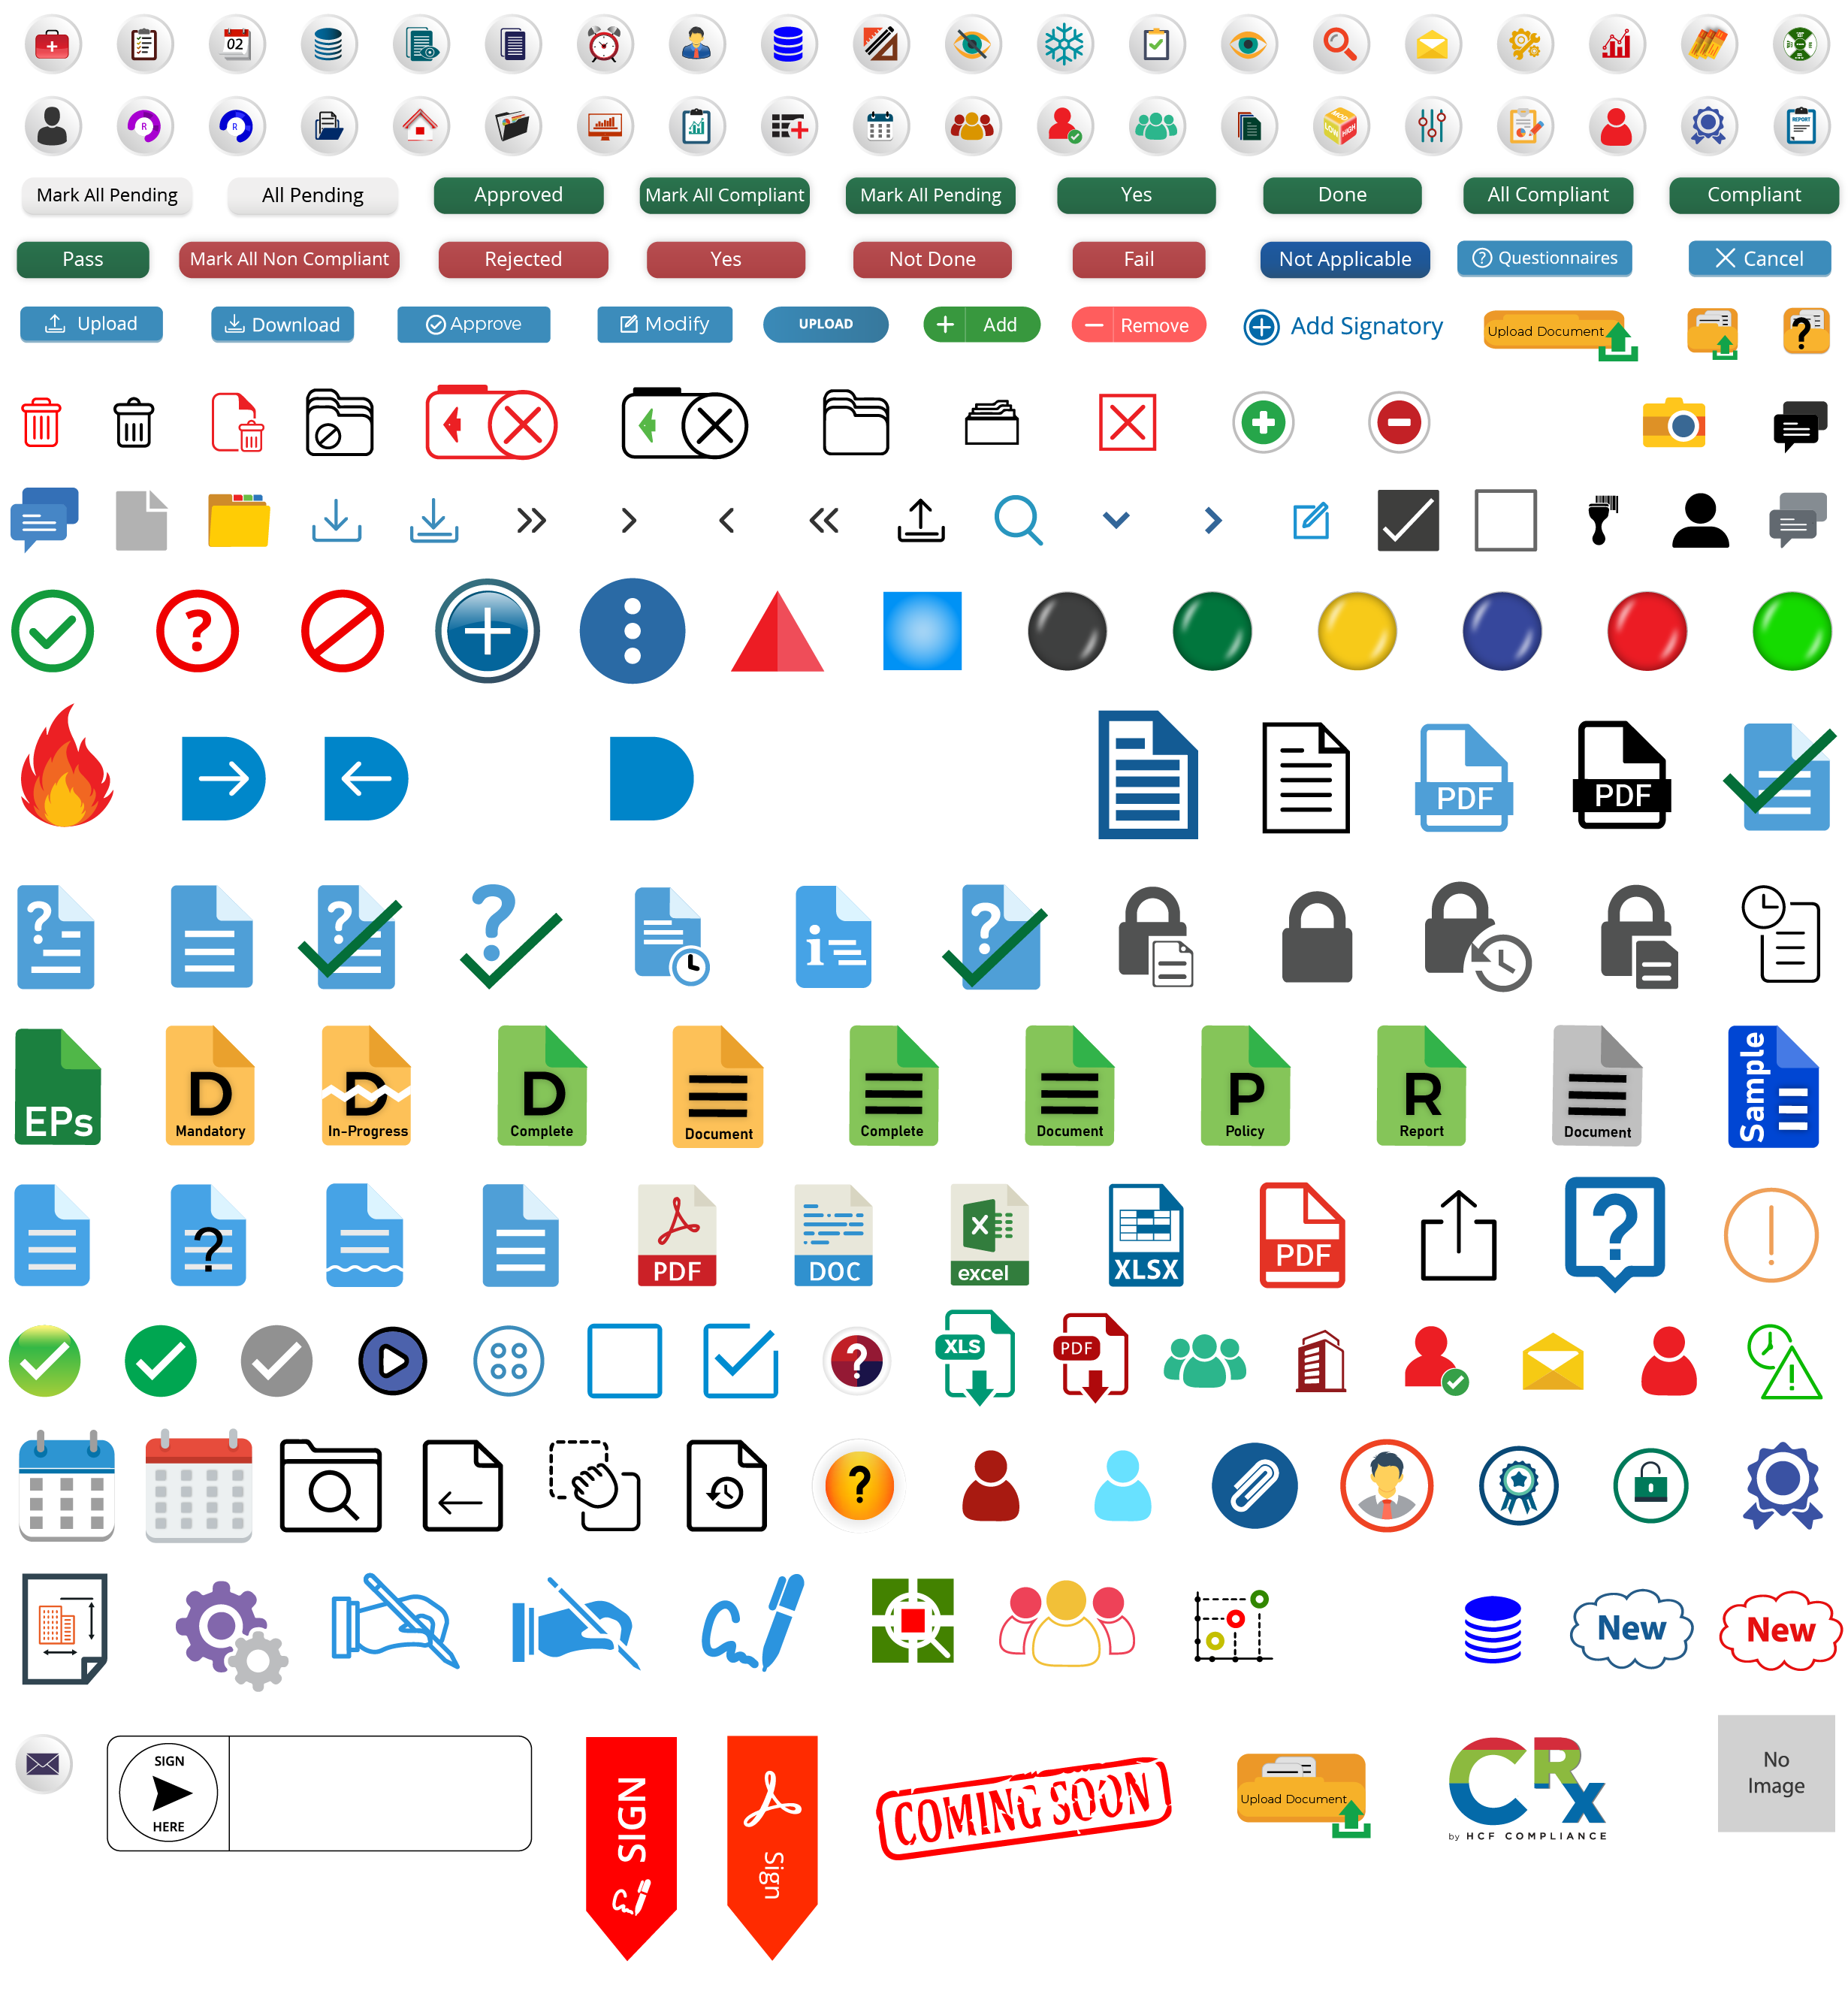 02
R
R
LOW
MOD
HIGH
REPORT
Mark All Pending
All Pending
Approved
Mark All Compliant
Mark All Pending
Yes
Done
All Compliant
Compliant
Pass
Mark All Non Compliant
Rejected
Yes
Not Done
Fail
Not Applicable
? Questionnaires
Cancel
Upload
Download
Approve
Modify
UPLOAD
Add
Remove
Add Signatory
Upload Document
?
?
PDF
PDF
?
?
?
i
?
EPs
D
Mandatory
D
In-Progress
D
Complete
Document
Complete
Document
P
Policy
R
Report
Document
Sample
?
PDF
DOC
X
excel
XLSX
PDF
?
!
?
XLS
PDF
!
?
New
New
SIGN
HERE
SIGN
Sign
COMING SOON
Upload Document
CRx
by HCF COMPLIANCE
No
Image